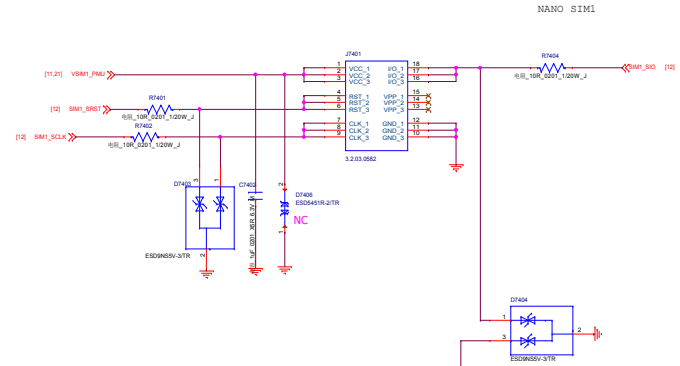 NANO SIM1
J7401
R7404
[11,21] VSIM1_PMU
1 VCC_1 I/O_1 18
2 VCC_2 I/O_2 17
3 VCC_3 I/O_3 16
SIM1_SIO [12]
电阻_10R_0201_1/20W_J
R7401
4 RST_1 VPP_1 15
5 RST_2 VPP_2 14
6 RST_3 VPP_3 13
[12] SIM1_SRST
电阻_10R_0201_1/20W_J
R7402
7 CLK_1 GND_1 12
8 CLK_2 GND_2 11
9 CLK_3 GND_3 10
[12] SIM1_SCLK
电阻_10R_0201_1/20W_J
3.2.03.0582
D7403
3
1
C7402
2
D7406
ESD5451R-2/TR
NC
1
2
ESD9NS5V-3/TR
D7404
1
3
2
ESD9NS5V-3/TR